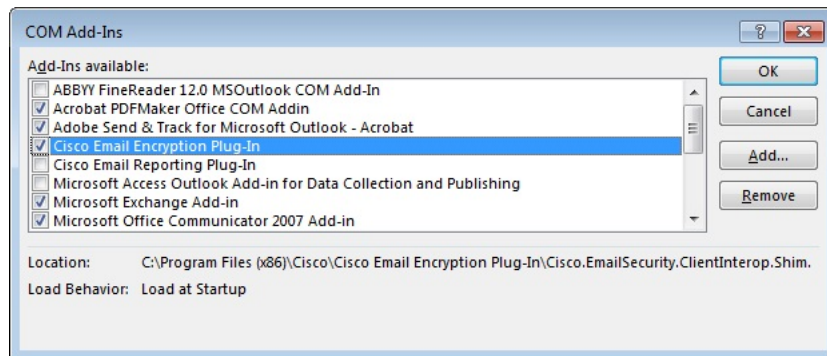 COM Add-Ins
Add-Ins available:
ABBYY FineReader 12.0 MSOutlook COM Add-In
Acrobat PDFMaker Office COM Addin
Adobe Send & Track for Microsoft Outlook - Acrobat
Cisco Email Encryption Plug-In
Cisco Email Reporting Plug-In
Microsoft Access Outlook Add-in for Data Collection and Publishing
Microsoft Exchange Add-in
Microsoft Office Communicator 2007 Add-in
OK
Cancel
Add...
Remove
Location: C:\Program Files (x86)\Cisco\Cisco Email Encryption Plug-In\Cisco.EmailSecurity.ClientInterop.Shim.
Load Behavior: Load at Startup